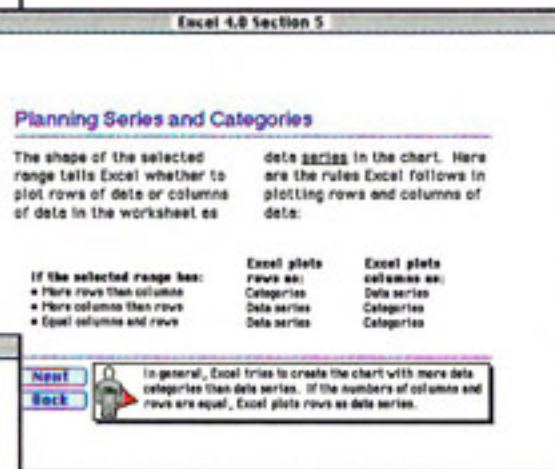 Excel 4.0 Section 5
Planning Series and Categories
The shape of the selected
range tells Excel whether to
plot rows of data or columns
of data in the worksheet as
data series in the chart. Here
are the rules Excel follows in
plotting rows and columns of
data:
If the selected range has: Excel plots rows as: Excel plots columns as:
• More rows than columns Categories Data series
• More columns than rows Data series Categories
• Equal columns and rows Data series Categories
Next
Back
In general, Excel tries to create the chart with more data
categories than data series. If the numbers of columns and
rows are equal, Excel plots rows as data series.